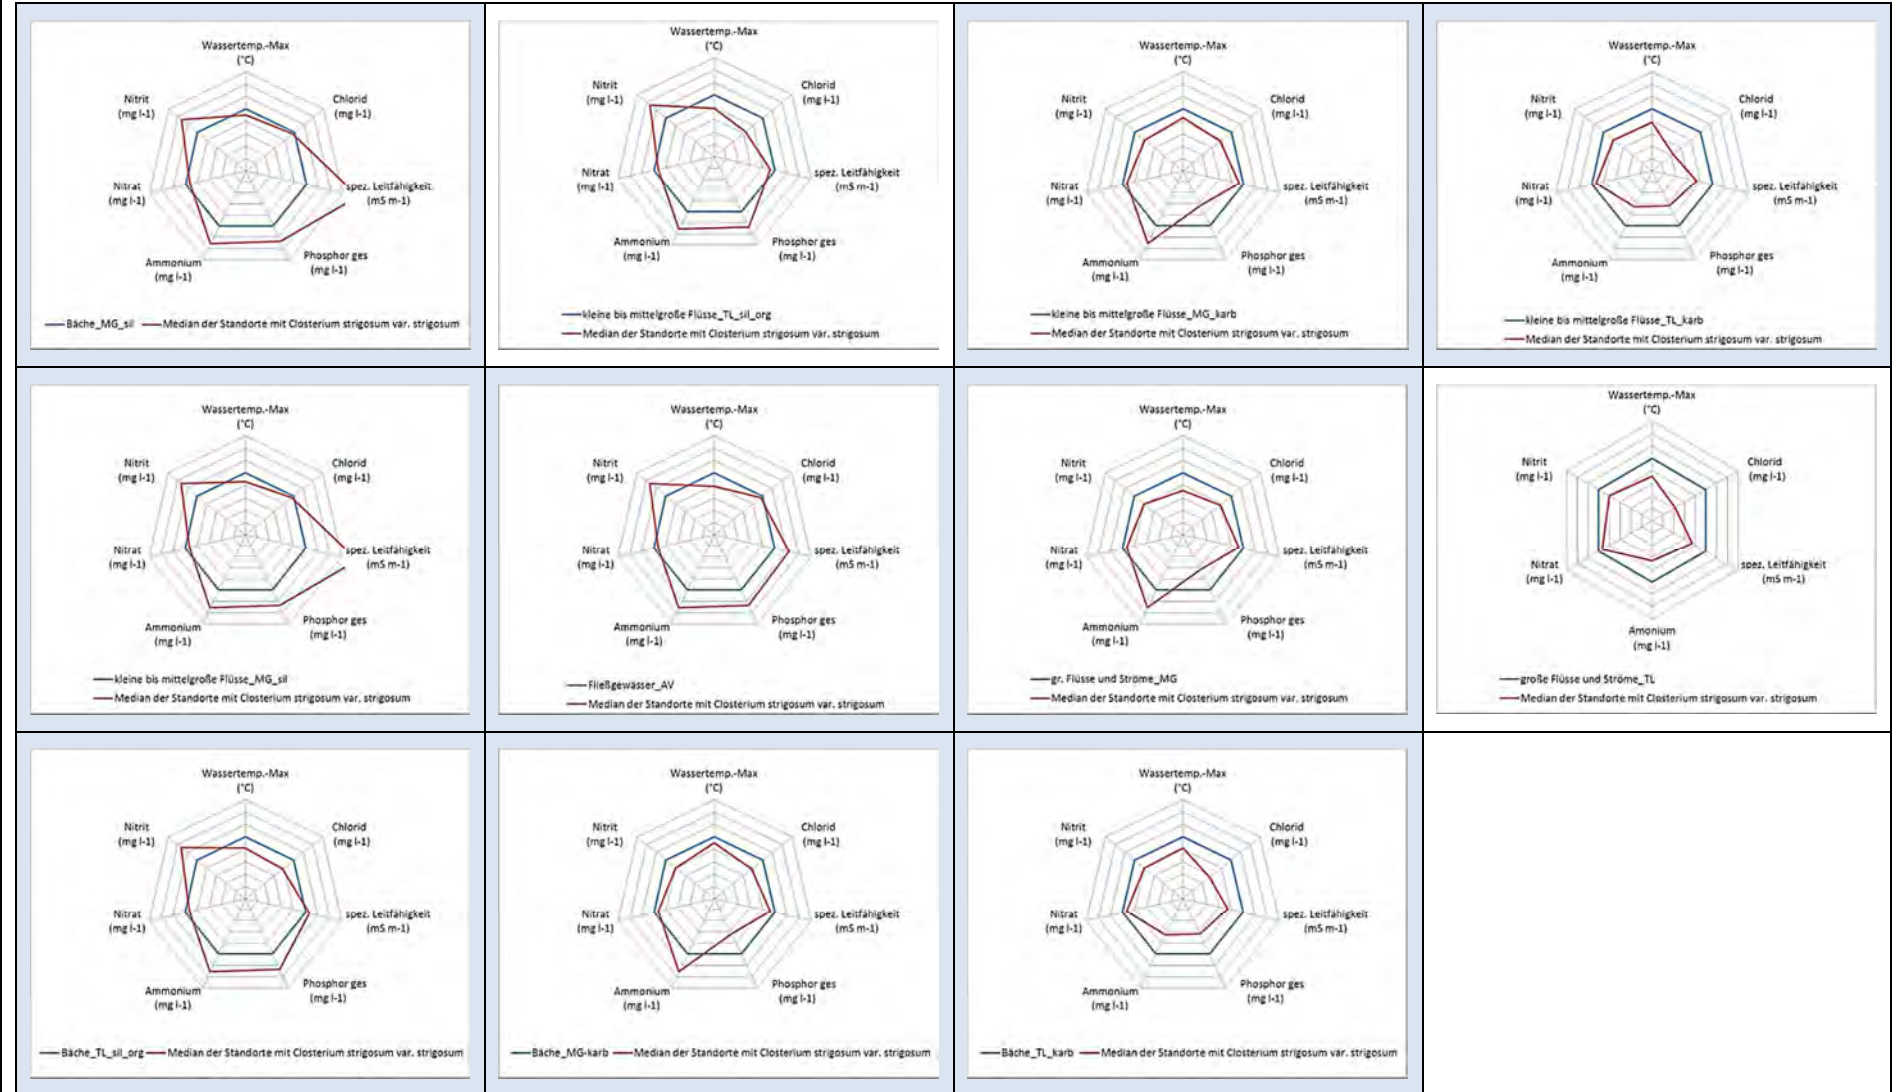 Wassertemp.-Max
(°C)
Nitrit
(mg l-1)
Chlorid
(mg l-1)
Nitrat
(mg l-1)
spez. Leitfähigkeit
(mS m-1)
Ammonium
(mg l-1)
Phosphor ges
(mg l-1)
Bäche_MG_sil
Median der Standorte mit Closterium strigosum var. strigosum
Wassertemp.-Max
(°C)
Nitrit
(mg l-1)
Chlorid
(mg l-1)
Nitrat
(mg l-1)
spez. Leitfähigkeit
(mS m-1)
Ammonium
(mg l-1)
Phosphor ges
(mg l-1)
kleine bis mittelgroße Flüsse_TL_sil_org
Median der Standorte mit Closterium strigosum var. strigosum
Wassertemp.-Max
(°C)
Nitrit
(mg l-1)
Chlorid
(mg l-1)
Nitrat
(mg l-1)
spez. Leitfähigkeit
(mS m-1)
Ammonium
(mg l-1)
Phosphor ges
(mg l-1)
kleine bis mittelgroße Flüsse_MG_karb
Median der Standorte mit Closterium strigosum var. strigosum
Wassertemp.-Max
(°C)
Nitrit
(mg l-1)
Chlorid
(mg l-1)
Nitrat
(mg l-1)
spez. Leitfähigkeit
(mS m-1)
Ammonium
(mg l-1)
Phosphor ges
(mg l-1)
kleine bis mittelgroße Flüsse_TL_karb
Median der Standorte mit Closterium strigosum var. strigosum
Wassertemp.-Max
(°C)
Nitrit
(mg l-1)
Chlorid
(mg l-1)
Nitrat
(mg l-1)
spez. Leitfähigkeit
(mS m-1)
Ammonium
(mg l-1)
Phosphor ges
(mg l-1)
kleine bis mittelgroße Flüsse_MG_sil
Median der Standorte mit Closterium strigosum var. strigosum
Wassertemp.-Max
(°C)
Nitrit
(mg l-1)
Chlorid
(mg l-1)
Nitrat
(mg l-1)
spez. Leitfähigkeit
(mS m-1)
Ammonium
(mg l-1)
Phosphor ges
(mg l-1)
Fließgewässer_AV
Median der Standorte mit Closterium strigosum var. strigosum
Wassertemp.-Max
(°C)
Nitrit
(mg l-1)
Chlorid
(mg l-1)
Nitrat
(mg l-1)
spez. Leitfähigkeit
(mS m-1)
Ammonium
(mg l-1)
Phosphor ges
(mg l-1)
gr. Flüsse und Ströme_MG
Median der Standorte mit Closterium strigosum var. strigosum
Wassertemp.-Max
(°C)
Nitrit
(mg l-1)
Chlorid
(mg l-1)
Nitrat
(mg l-1)
spez. Leitfähigkeit
(mS m-1)
Amonium
(mg l-1)
große Flüsse und Ströme_TL
Median der Standorte mit Closterium strigosum var. strigosum
Wassertemp.-Max
(°C)
Nitrit
(mg l-1)
Chlorid
(mg l-1)
Nitrat
(mg l-1)
spez. Leitfähigkeit
(mS m-1)
Ammonium
(mg l-1)
Phosphor ges
(mg l-1)
Bäche_TL_sil_org
Median der Standorte mit Closterium strigosum var. strigosum
Wassertemp.-Max
(°C)
Nitrit
(mg l-1)
Chlorid
(mg l-1)
Nitrat
(mg l-1)
spez. Leitfähigkeit
(mS m-1)
Ammonium
(mg l-1)
Phosphor ges
(mg l-1)
Bäche_MG-karb
Median der Standorte mit Closterium strigosum var. strigosum
Wassertemp.-Max
(°C)
Nitrit
(mg l-1)
Chlorid
(mg l-1)
Nitrat
(mg l-1)
spez. Leitfähigkeit
(mS m-1)
Ammonium
(mg l-1)
Phosphor ges
(mg l-1)
Bäche_TL_karb
Median der Standorte mit Closterium strigosum var. strigosum